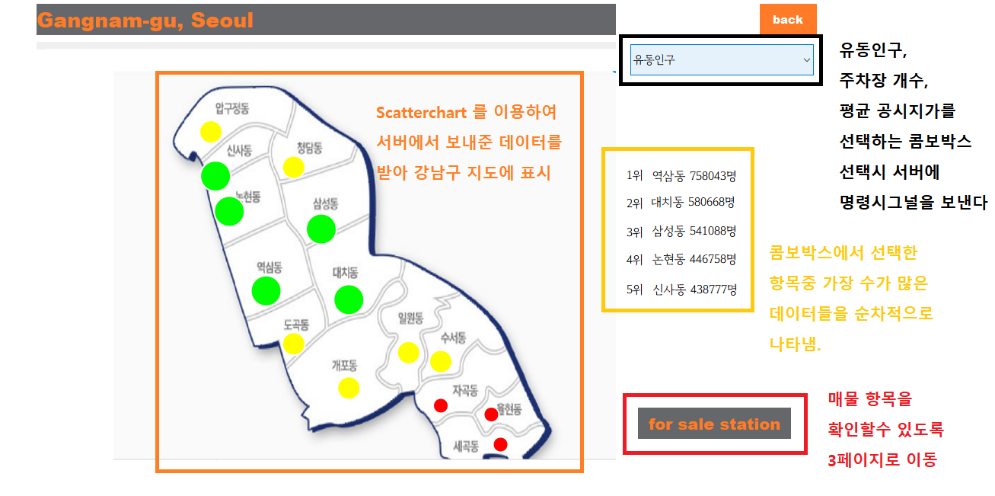 Gangnam-gu, Seoul
back
유동인구
유동인구,
주차장 개수,
평균 공시지가를
선택하는 콤보박스
선택시 서버에
명령시그널을 보낸다
Scatterchart 를 이용하여
서버에서 보내준 데이터를
받아 강남구 지도에 표시
압구정동
신사동
청담동
논현동
삼성동
역삼동
대치동
도곡동
일원동
수서동
개포동
자곡동
율현동
세곡동
1위 역삼동 758043명
2위 대치동 580668명
3위 삼성동 541088명
4위 논현동 446758명
5위 신사동 438777명
콤보박스에서 선택한
항목중 가장 수가 많은
데이터들을 순차적으로
나타냄.
for sale station
매물 항목을
확인할수 있도록
3페이지로 이동